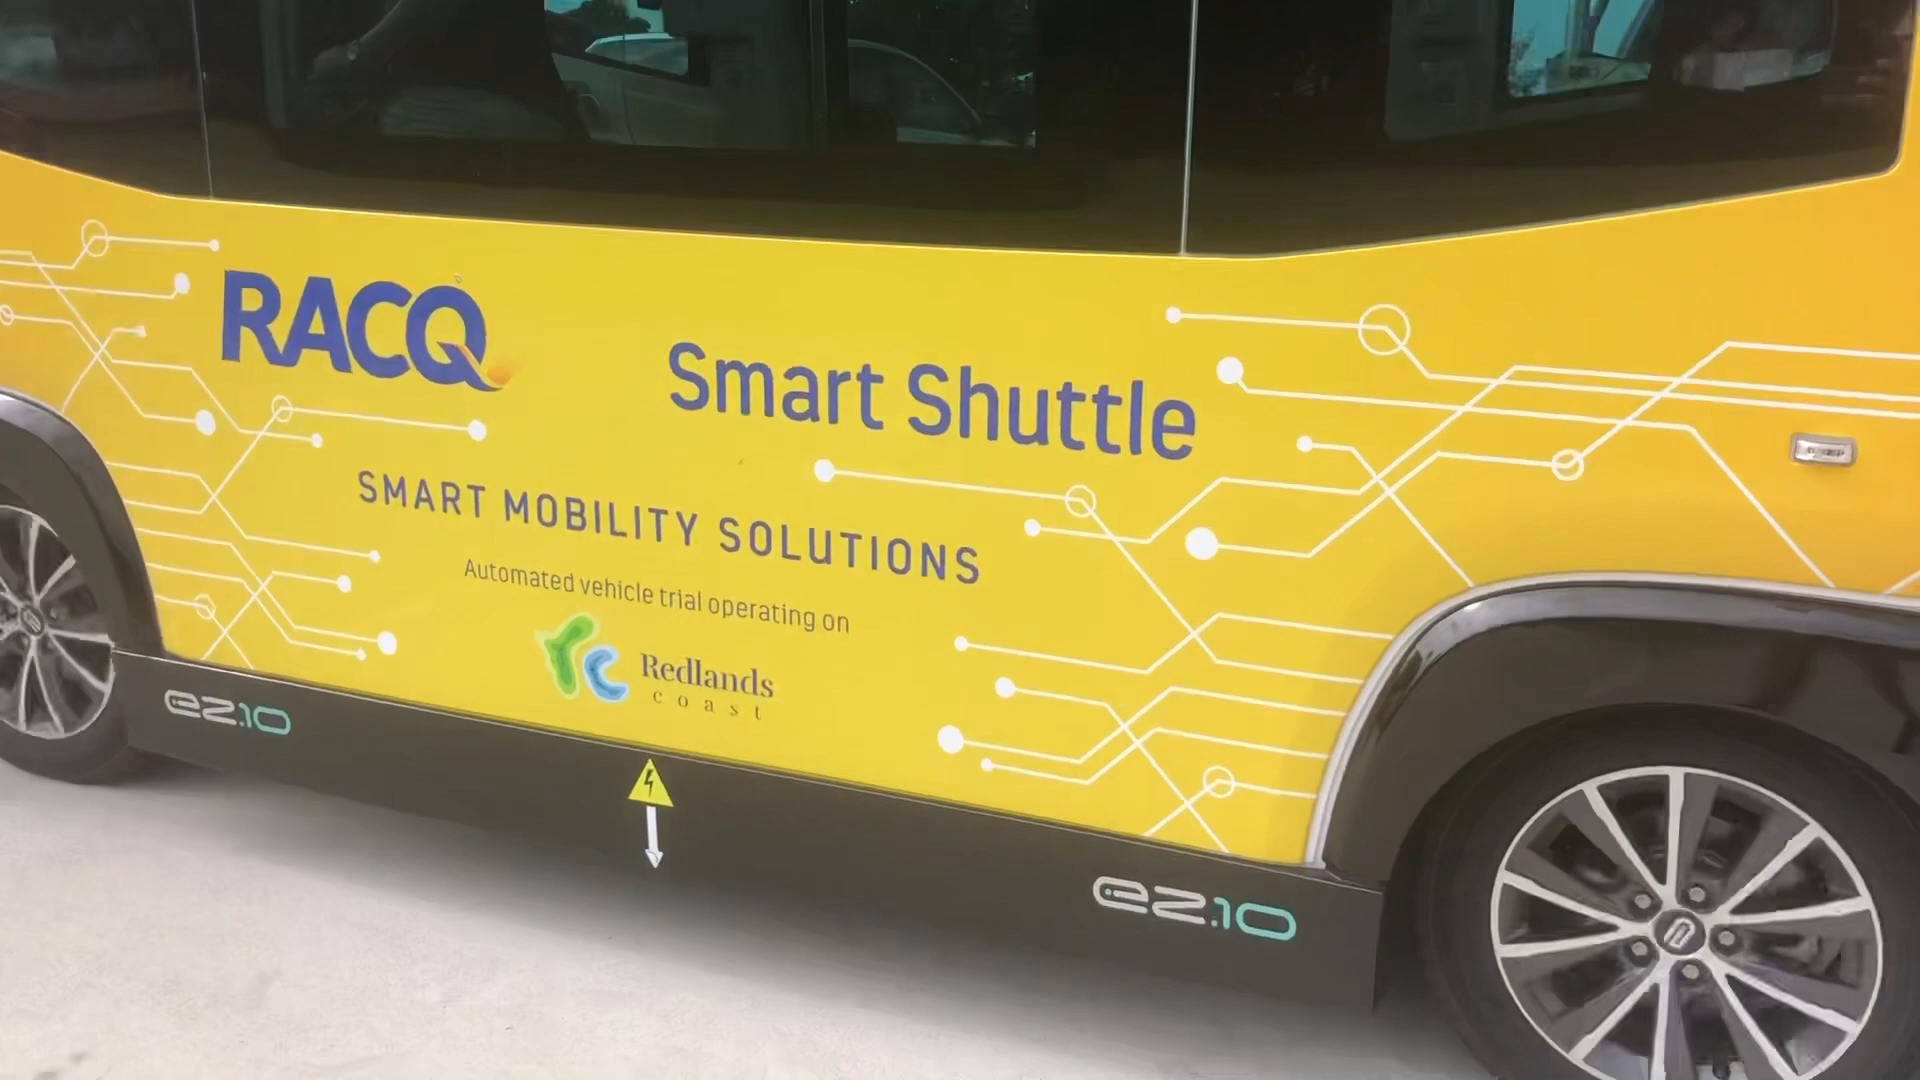 RACQ
Smart Shuttle
SMART MOBILITY SOLUTIONS
Automated vehicle trial operating on
Redlands
coast
ez10
ez10